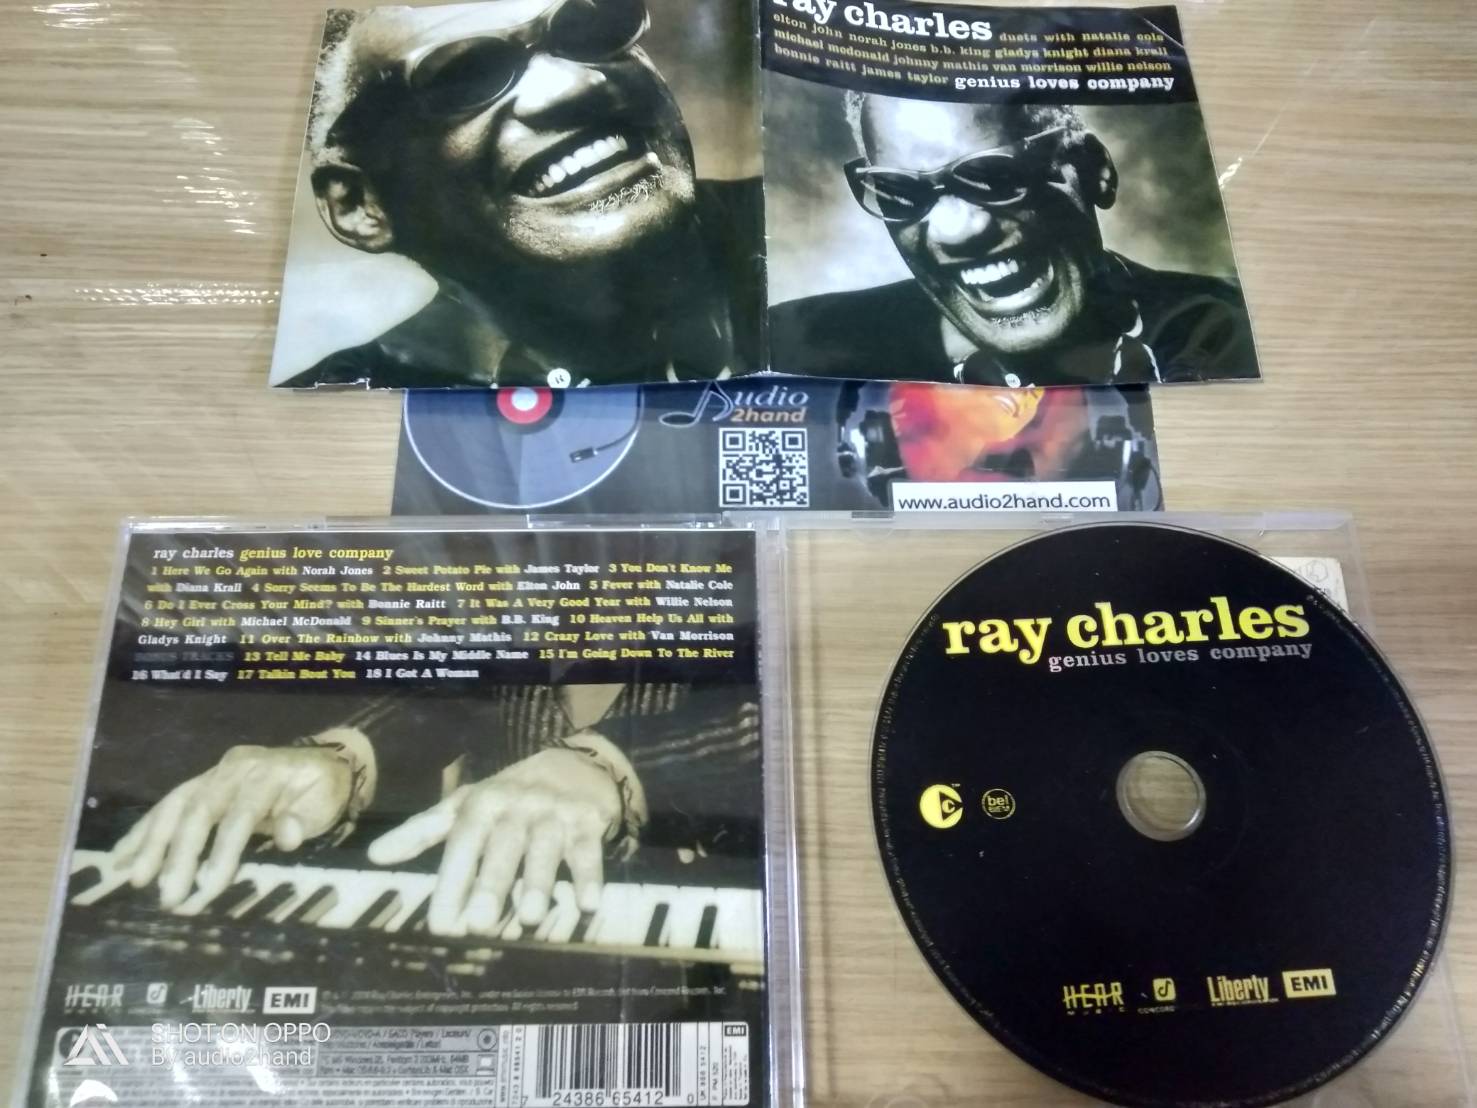 ray charles duets with natalie cole
elton john norah jones b.b. king gladys knight diana krall
michael mcdonald johnny mathis van morrison willie nelson
bonnie raitt james taylor genius loves company
Audio
2hand
www.audio2hand.com
ray charles genius love company
1 Here We Go Again with Norah Jones 2 Sweet Potato Pie with James Taylor 3 You Don't Know Me
with Diana Krall 4 Sorry Seems To Be The Hardest Word with Elton John 5 Fever with Natalie Cole
6 Do I Ever Cross Your Mind? with Bonnie Raitt 7 It Was A Very Good Year with Willie Nelson
8 Hey Girl with Michael McDonald 9 Sinner's Prayer with B.B. King 10 Heaven Help Us All with
Gladys Knight 11 Over The Rainbow with Johnny Mathis 12 Crazy Love with Van Morrison
BONUS TRACKS 13 Tell Me Baby 14 Blues Is My Middle Name 15 I'm Going Down To The River
16 What'd I Say 17 Talkin Bout You 18 I Got A Woman
HEAR
MUSIC
Liberty
EMI
SHOT ON OPPO
By audio2hand
EMI
7 24386 65412 0
ray charles
genius loves company
bel
HEAR
MUSIC
CONCORD
Liberty
EMI